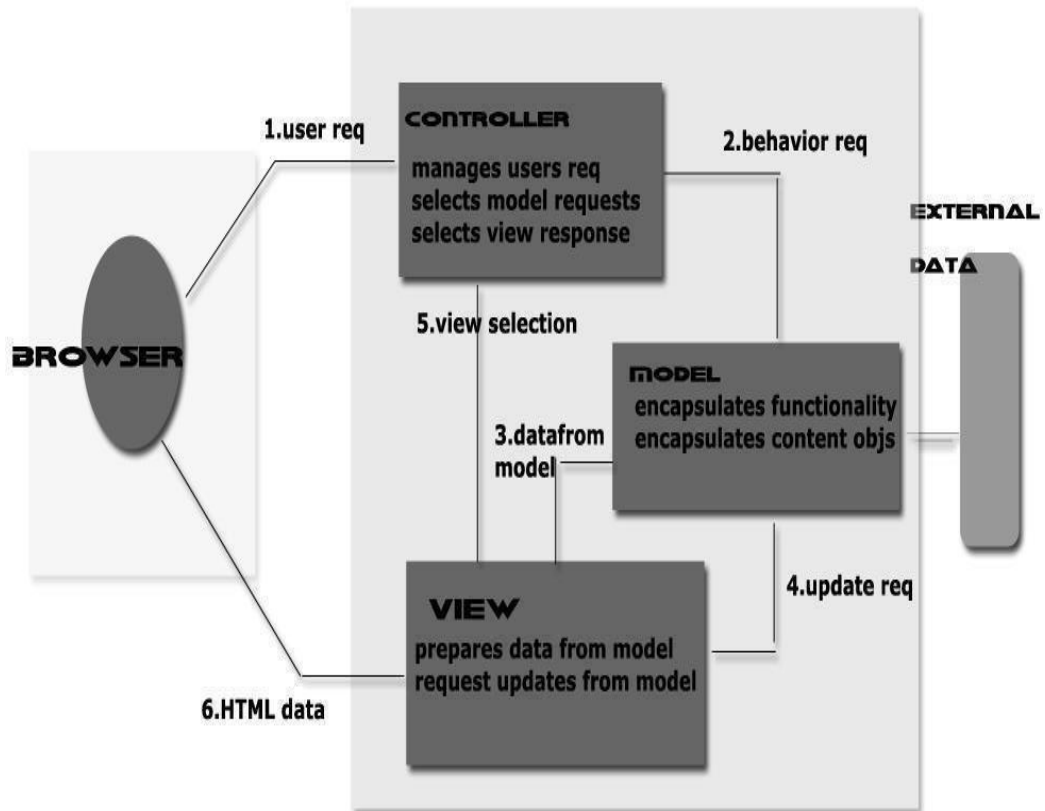 CONTROLLER
1.user req
manages users req
selects model requests
selects view response
2.behavior req
EXTERNAL
DATA
5.view selection
BROWSER
MODEL
encapsulates functionality
encapsulates content objs
3.datafrom
model
4.update req
VIEW
prepares data from model
request updates from model
6.HTML data